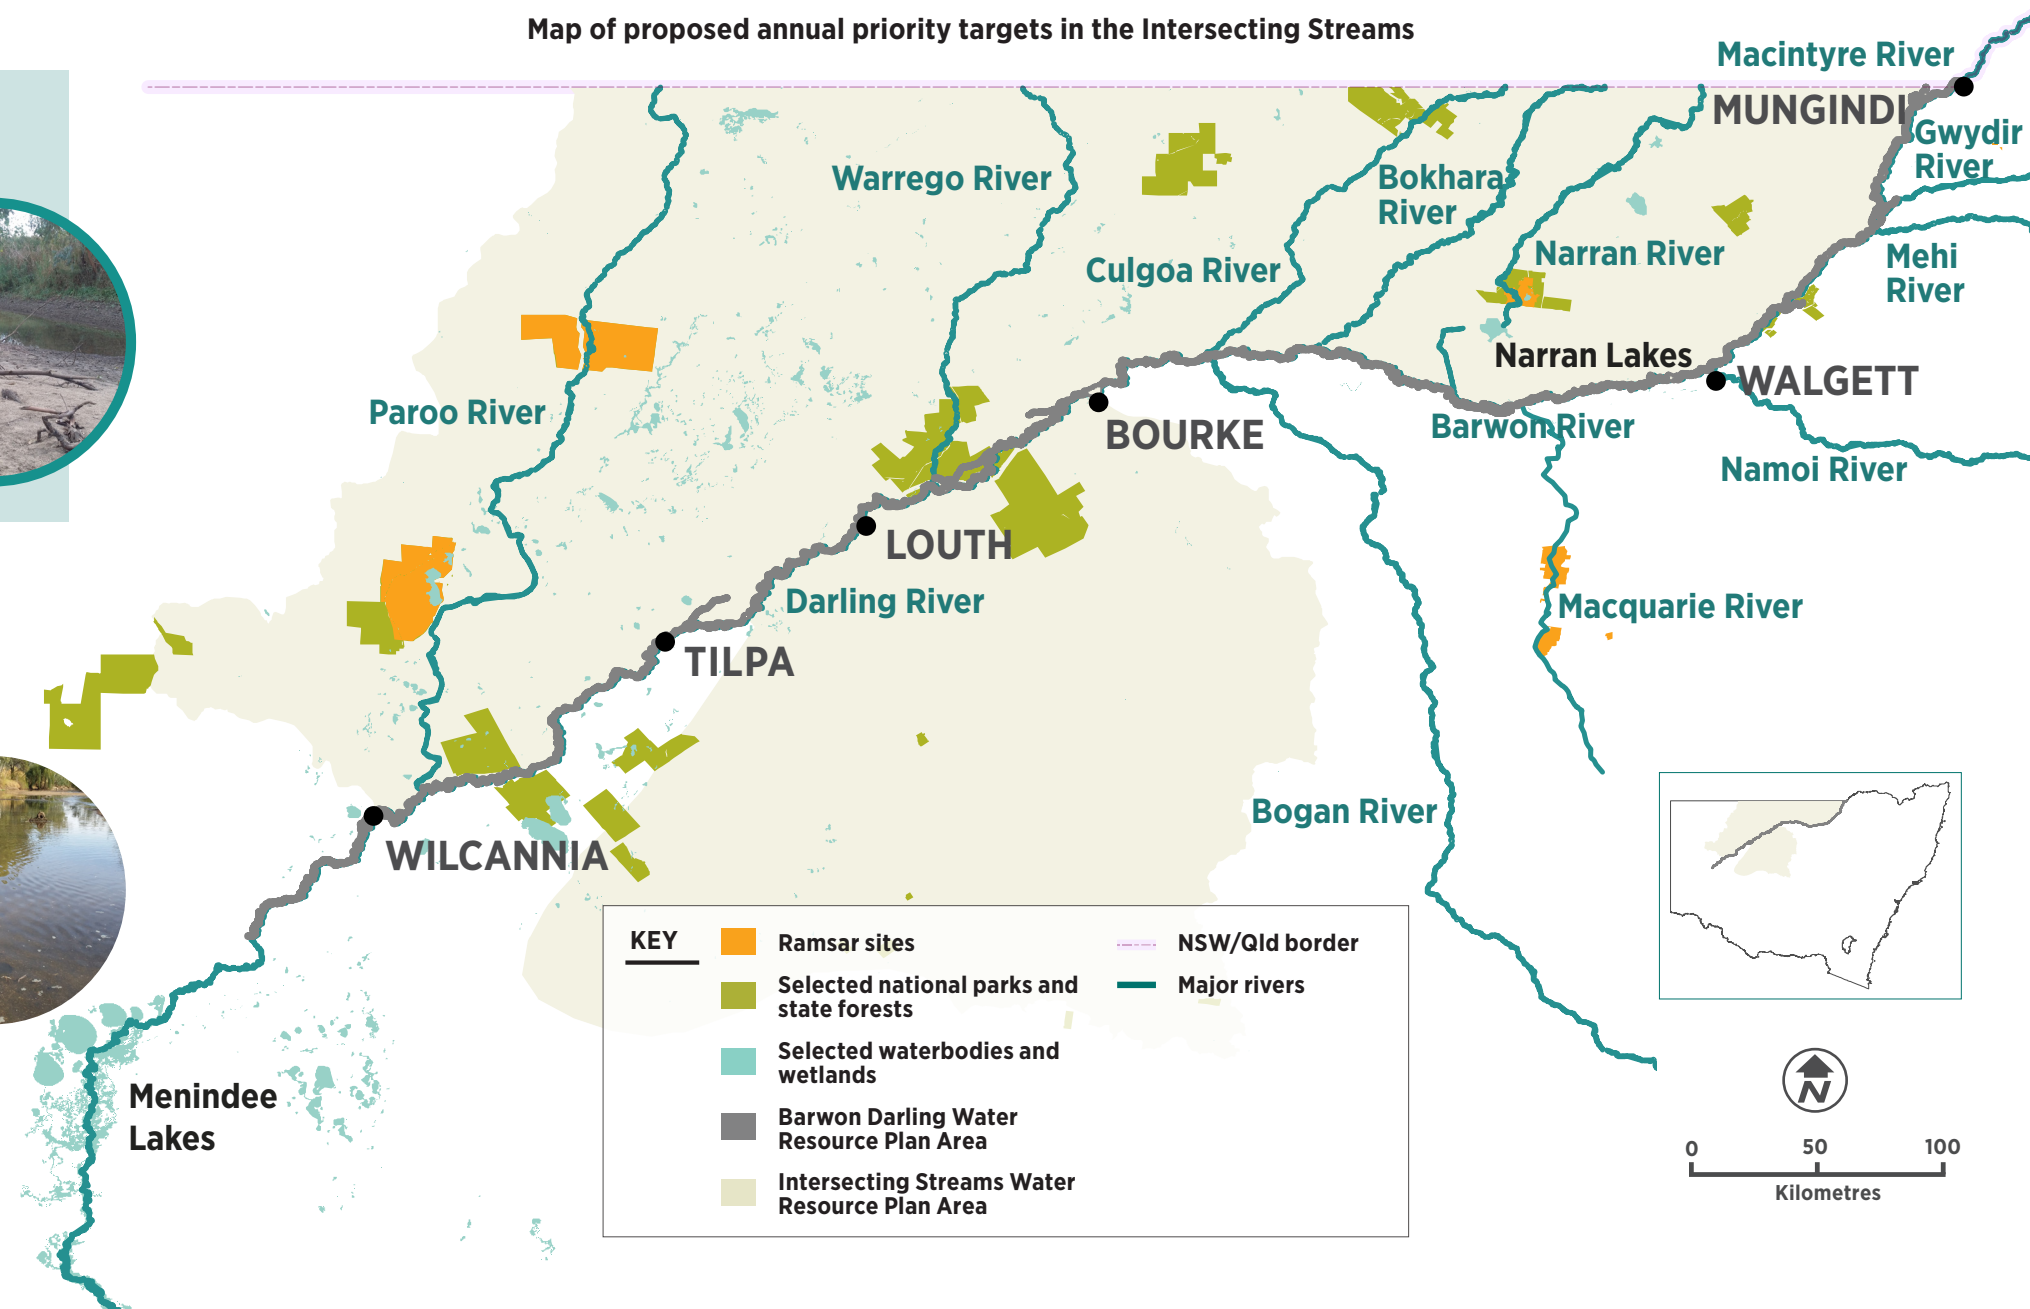 Map of proposed annual priority targets in the Intersecting Streams
Macintyre River
MUNGINDI
Gwydir
River
Warrego River
Bokhara
River
Culgoa River
Narran River
Mehi
River
Narran Lakes
WALGETT
Paroo River
BOURKE
Barwon River
Namoi River
LOUTH
Darling River
Macquarie River
TILPA
Bogan River
WILCANNIA
Menindee
Lakes
KEY
Ramsar sites
Selected national parks and
state forests
Selected waterbodies and
wetlands
Barwon Darling Water
Resource Plan Area
Intersecting Streams Water
Resource Plan Area
NSW/Qld border
Major rivers
N
0 50 100
Kilometres